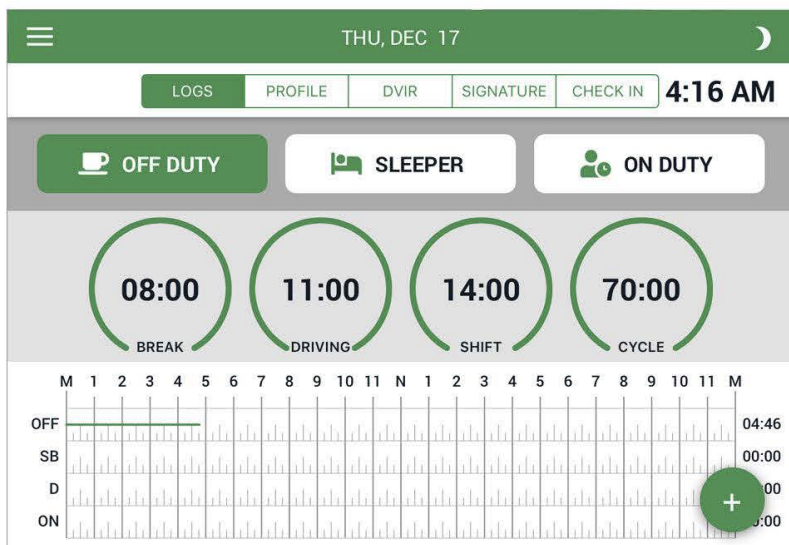 THU, DEC 17
LOGS PROFILE DVIR SIGNATURE CHECK IN 4:16 AM
OFF DUTY SLEEPER ON DUTY
08:00 11:00 14:00 70:00
BREAK DRIVING SHIFT CYCLE
M 1 2 3 4 5 6 7 8 9 10 11 N 1 2 3 4 5 6 7 8 9 10 11 M
OFF 04:46
SB 00:00
D :00
ON :00
+